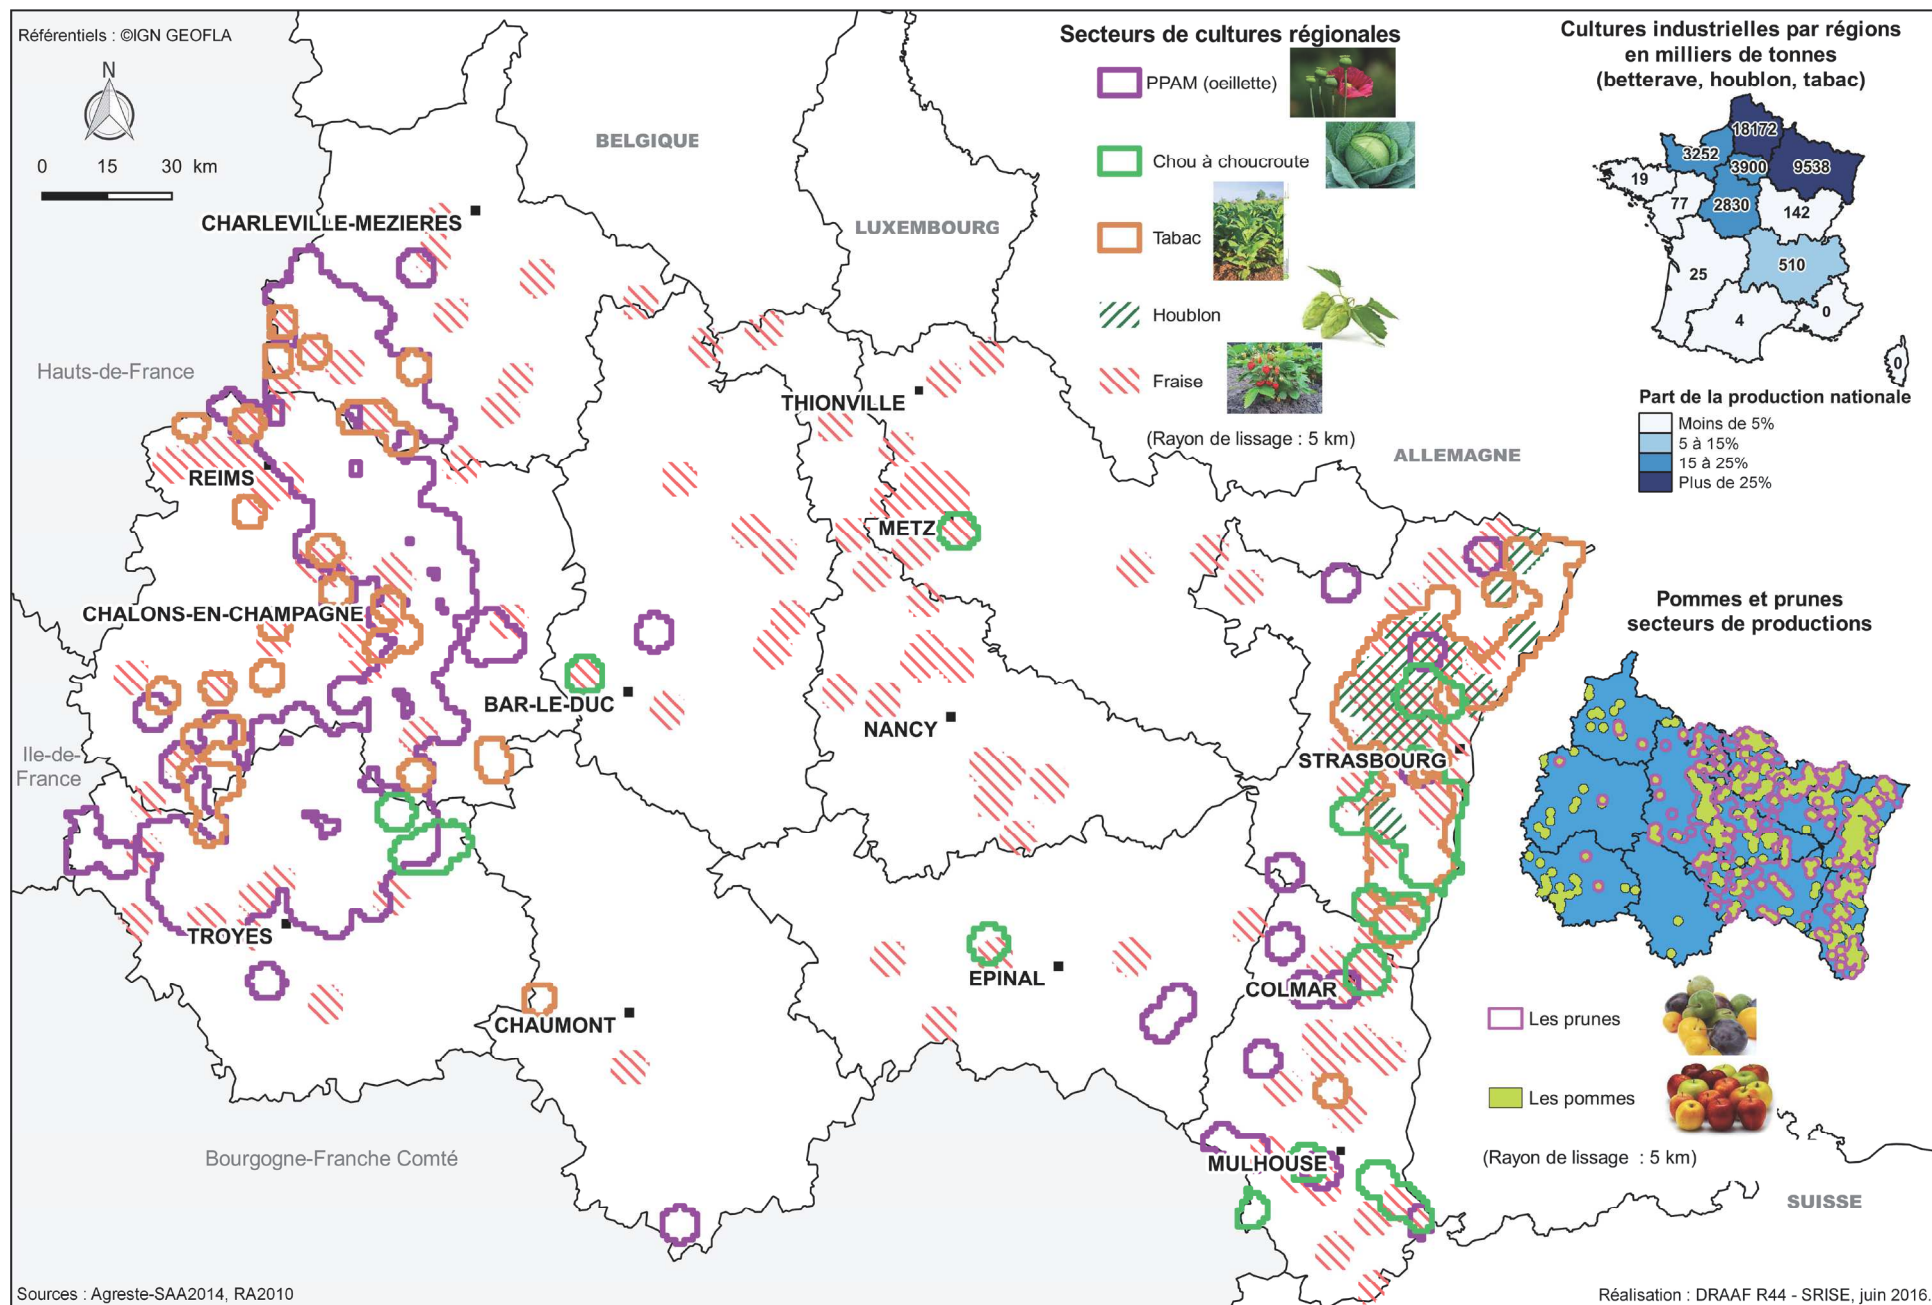 Référentiels : ©IGN GEOFLA
N
0 15 30 km
BELGIQUE
LUXEMBOURG
ALLEMAGNE
SUISSE
Hauts-de-France
Ile-de-
France
Bourgogne-Franche Comté
CHARLEVILLE-MEZIERES
THIONVILLE
REIMS
METZ
CHALONS-EN-CHAMPAGNE
BAR-LE-DUC
NANCY
STRASBOURG
TROYES
EPINAL
COLMAR
CHAUMONT
MULHOUSE
Secteurs de cultures régionales
PPAM (oeillette)
Chou à choucroute
Tabac
Houblon
Fraise
(Rayon de lissage : 5 km)
Cultures industrielles par régions
en milliers de tonnes
(betterave, houblon, tabac)
18172
3252
3900
9538
19
77
2830
142
25
510
4
0
0
Part de la production nationale
Moins de 5%
5 à 15%
15 à 25%
Plus de 25%
Pommes et prunes
secteurs de productions
Les prunes
Les pommes
(Rayon de lissage : 5 km)
Sources : Agreste-SAA2014, RA2010
Réalisation : DRAAF R44 - SRISE, juin 2016